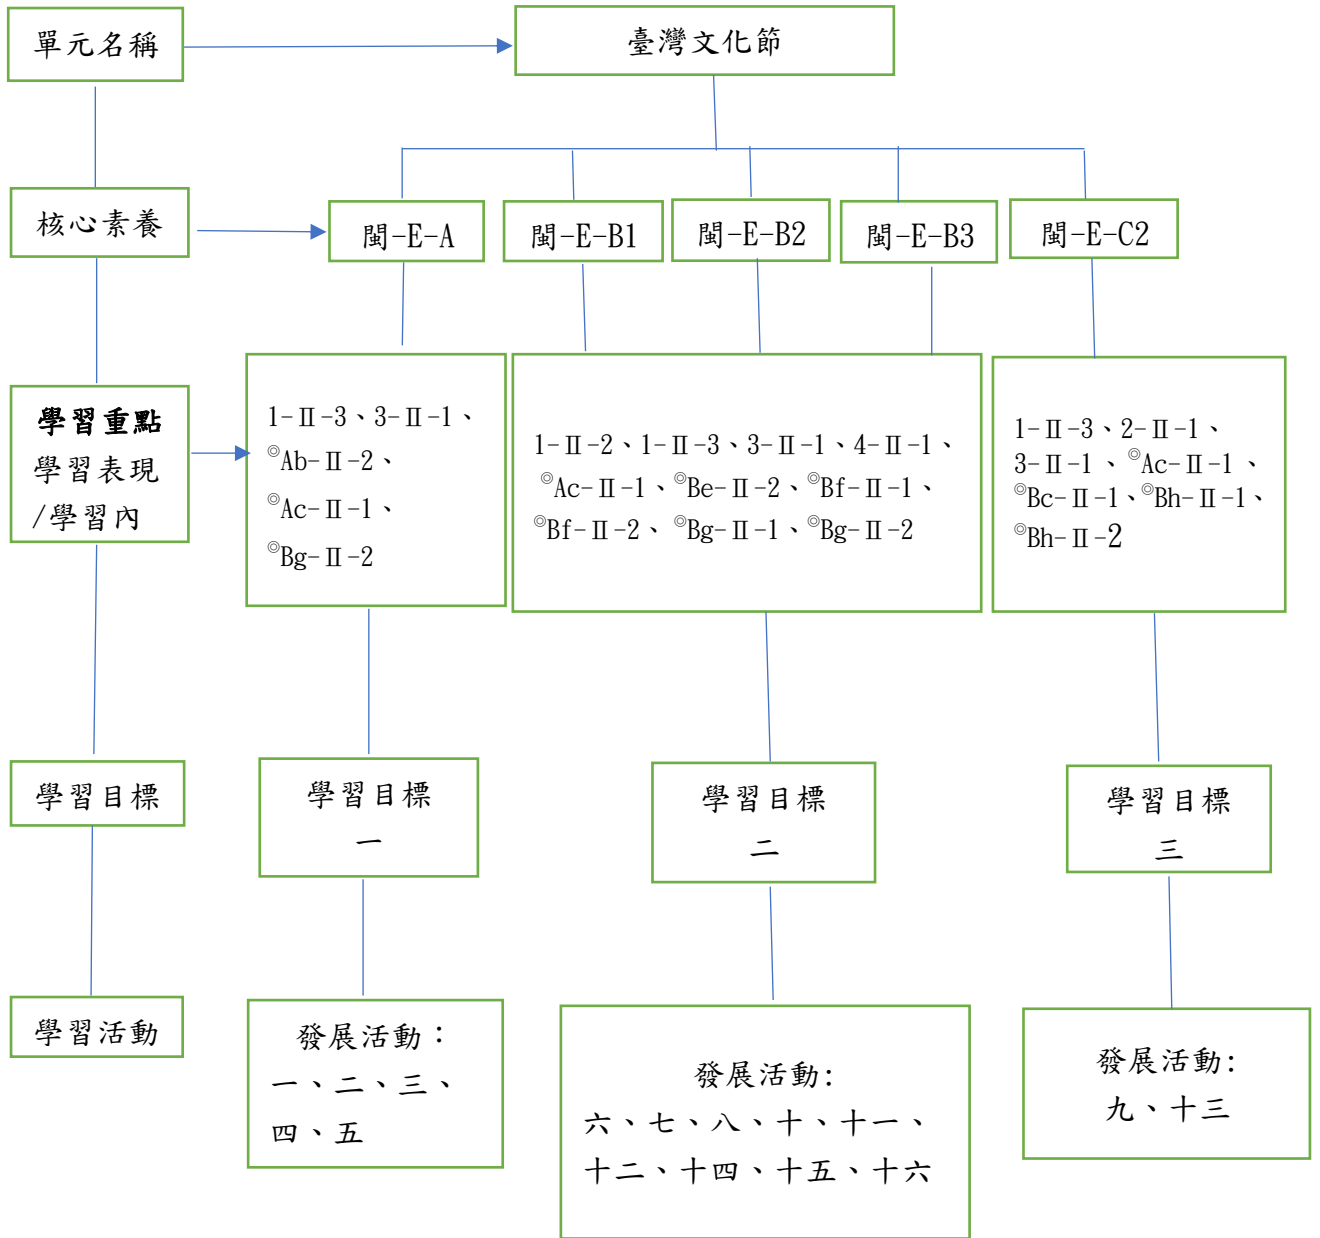 單元名稱
臺灣文化節
核心素養
閩-E-A
閩-E-B1
閩-E-B2
閩-E-B3
閩-E-C2
學習重點
學習表現
/學習內
1-Ⅱ-3、3-Ⅱ-1、
◎Ab-Ⅱ-2、
◎Ac-Ⅱ-1、
◎Bg-Ⅱ-2
1-Ⅱ-2、1-Ⅱ-3、3-Ⅱ-1、4-Ⅱ-1、
◎Ac-Ⅱ-1、◎Be-Ⅱ-2、◎Bf-Ⅱ-1、
◎Bf-Ⅱ-2、 ◎Bg-Ⅱ-1、◎Bg-Ⅱ-2
1-Ⅱ-3、2-Ⅱ-1、
3-Ⅱ-1 、◎Ac-Ⅱ-1 、
◎Bc-Ⅱ-1、◎Bh-Ⅱ-1、
◎Bh-Ⅱ-2
學習目標
學習目標
一
學習目標
二
學習目標
三
學習活動
發展活動：
一、二、三、
四、五
發展活動:
六、七、八、十、十一、
十二、十四、十五、十六
發展活動:
九、十三